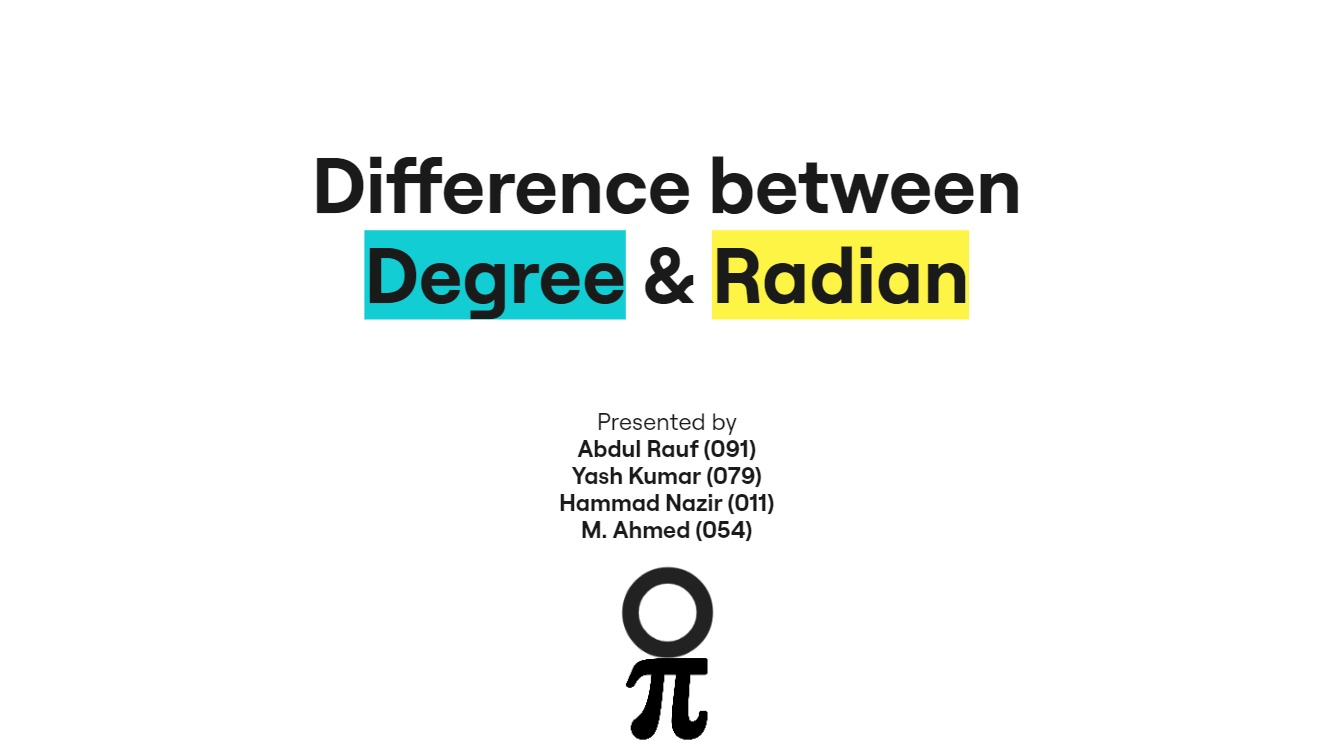 Difference between
Degree & Radian
Presented by
Abdul Rauf (091)
Yash Kumar (079)
Hammad Nazir (011)
M. Ahmed (054)
π